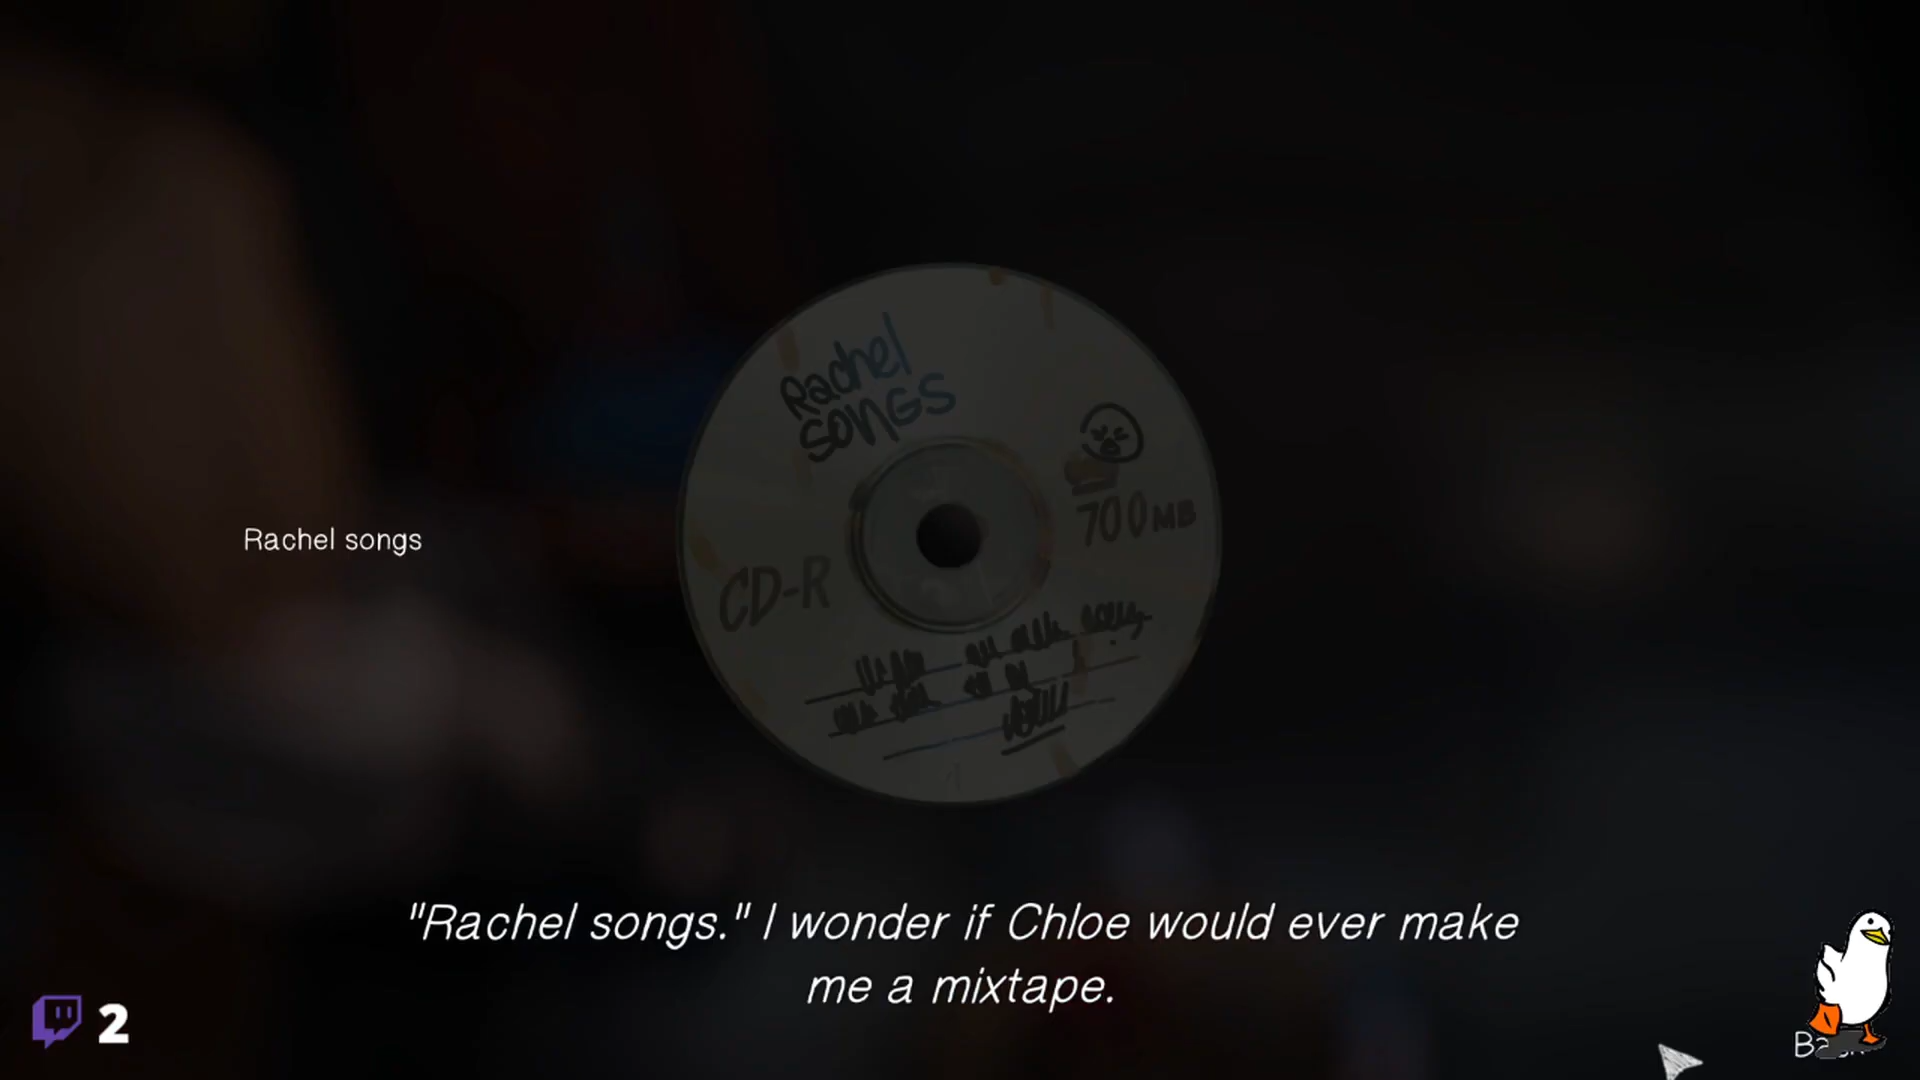 Rachel
SONGS
700MB
CD-R
Rachel songs
"Rachel songs." I wonder if Chloe would ever make
me a mixtape.
2